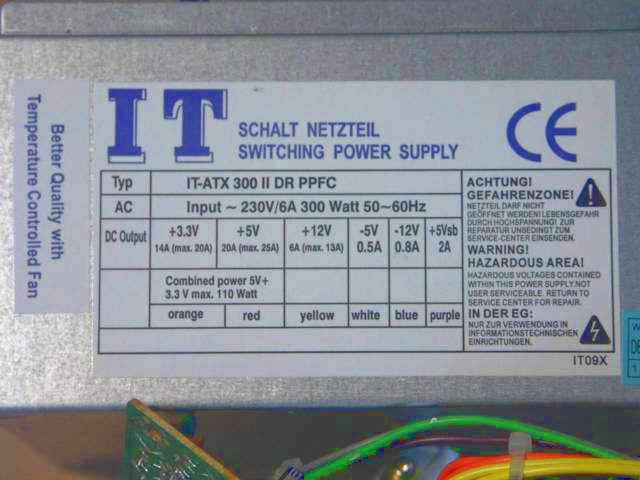 Better Quality with
Temperature Controlled Fan
IT
SCHALT NETZTEIL
SWITCHING POWER SUPPLY
CE
Typ IT-ATX 300 II DR PPFC
AC Input ~ 230V/6A 300 Watt 50~60Hz
DC Output +3.3V +5V +12V -5V -12V +5Vsb
14A (max. 20A) 20A (max. 25A) 6A (max. 13A) 0.5A 0.8A 2A
Combined power 5V+
3.3 V max. 110 Watt
orange red yellow white blue purple
ACHTUNG!
GEFAHRENZONE!
NETZTEIL DARF NICHT
GEÖFFNET WERDEN! LEBENSGEFAHR
DURCH HOCHSPANNUNG! ZUR
REPARATUR UNSEDINGT ZUM
SERVICE-CENTER EINSENDEN.
WARNING!
HAZARDOUS AREA!
HAZARDOUS VOLTAGES CONTAINED
WITHIN THIS POWER SUPPLY.NOT
USER SERVICEABLE. RETURN TO
SERVICE CENTER FOR REPAIR.
IN DER EG:
NUR ZUR VERWENDUNG IN
INFORMATIONSTECHNISCHEN
EINRICHTUNGEN.
IT09X